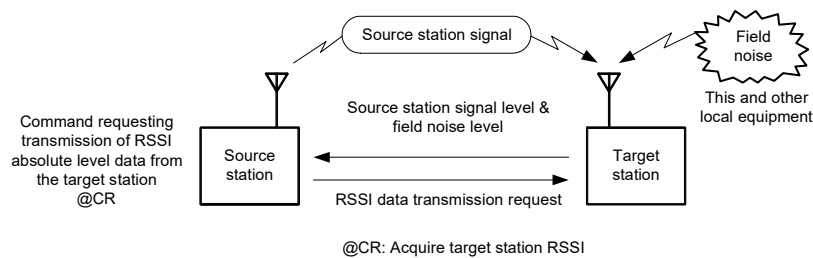 Source station signal
Field
noise
This and other
local equipment
Command requesting
transmission of RSSI
absolute level data from
the target station
@CR
Source station signal level &
field noise level
Source
station
Target
station
RSSI data transmission request
@CR: Acquire target station RSSI